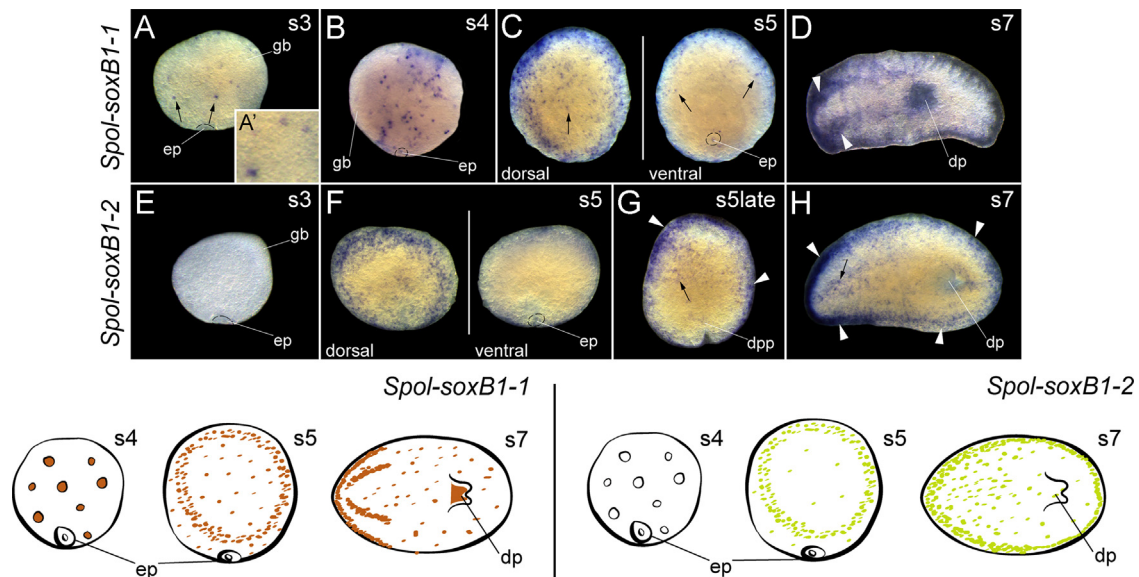 Spol-soxB1-1
A
s3
gb
ep
A'
B
s4
gb
ep
C
s5
dorsal
ventral
ep
D
s7
dp
Spol-soxB1-2
E
s3
gb
ep
F
s5
dorsal
ventral
ep
G
s5late
dpp
H
s7
dp
Spol-soxB1-1
s4
s5
s7
ep
dp
Spol-soxB1-2
s4
s5
s7
ep
dp